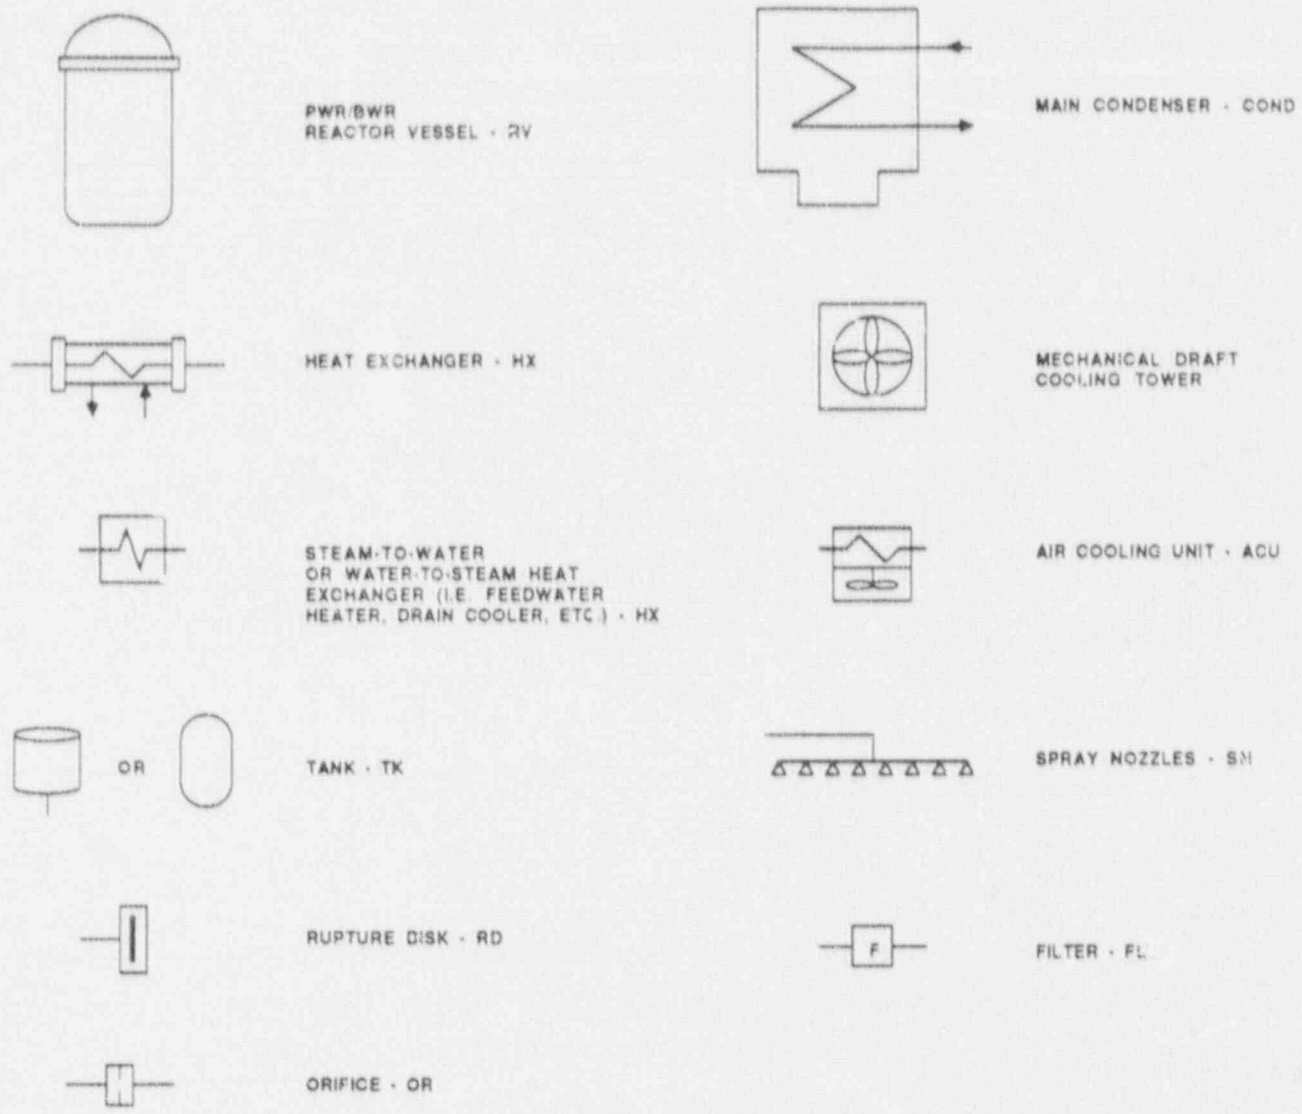 PWR/BWR
REACTOR VESSEL - RV
MAIN CONDENSER - COND
HEAT EXCHANGER - HX
MECHANICAL DRAFT
COOLING TOWER
STEAM-TO-WATER
OR WATER-TO-STEAM HEAT
EXCHANGER (I.E. FEEDWATER
HEATER, DRAIN COOLER, ETC.) - HX
AIR COOLING UNIT - ACU
OR
TANK - TK
SPRAY NOZZLES - SN
RUPTURE DISK - RD
F
FILTER - FL
ORIFICE - OR